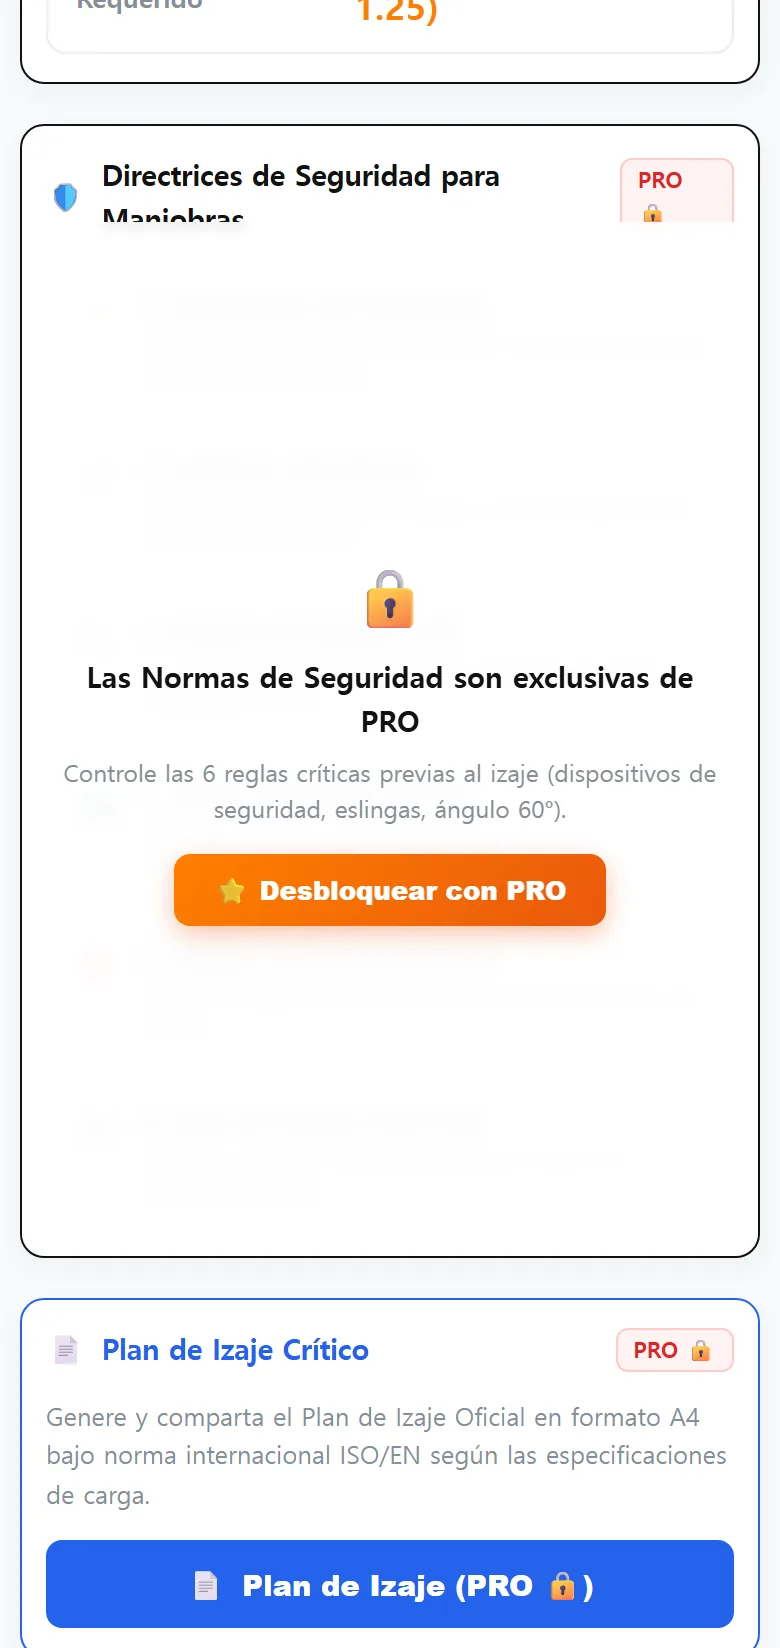 Requerido
1.25)
Directrices de Seguridad para
Maniobras
PRO
Las Normas de Seguridad son exclusivas de
PRO
Controle las 6 reglas críticas previas al izaje (dispositivos de
seguridad, eslingas, ángulo 60°).
Desbloquear con PRO
Plan de Izaje Crítico
PRO
Genere y comparta el Plan de Izaje Oficial en formato A4
bajo norma internacional ISO/EN según las especificaciones
de carga.
Plan de Izaje (PRO 🔒)